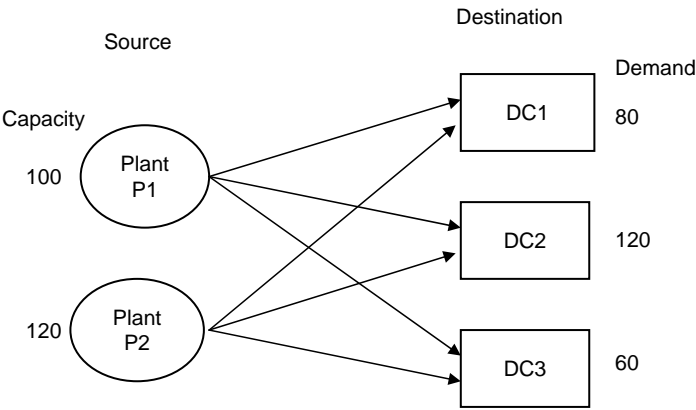 Source
Destination
Capacity
Demand
100
Plant
P1
DC1
80
DC2
120
120
Plant
P2
DC3
60